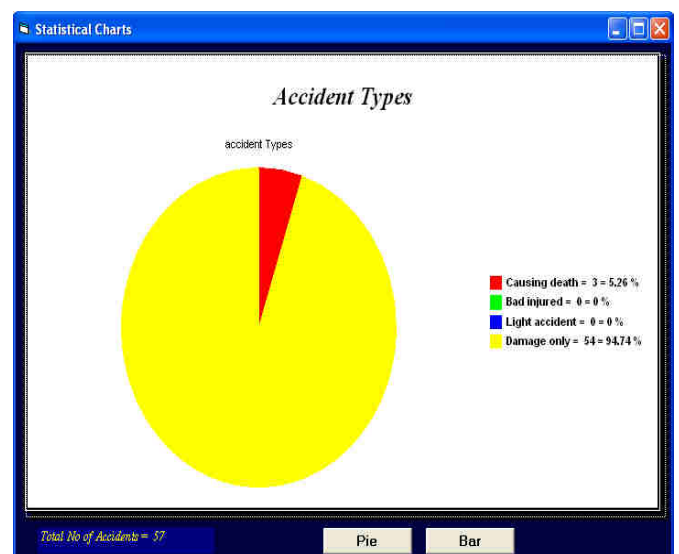 Statistical Charts
Accident Types
accident Types
Causing death = 3 = 5.26 %
Bad injured = 0 = 0 %
Light accident = 0 = 0 %
Damage only = 54 = 94.74 %
Total No of Accidents = 57
Pie
Bar